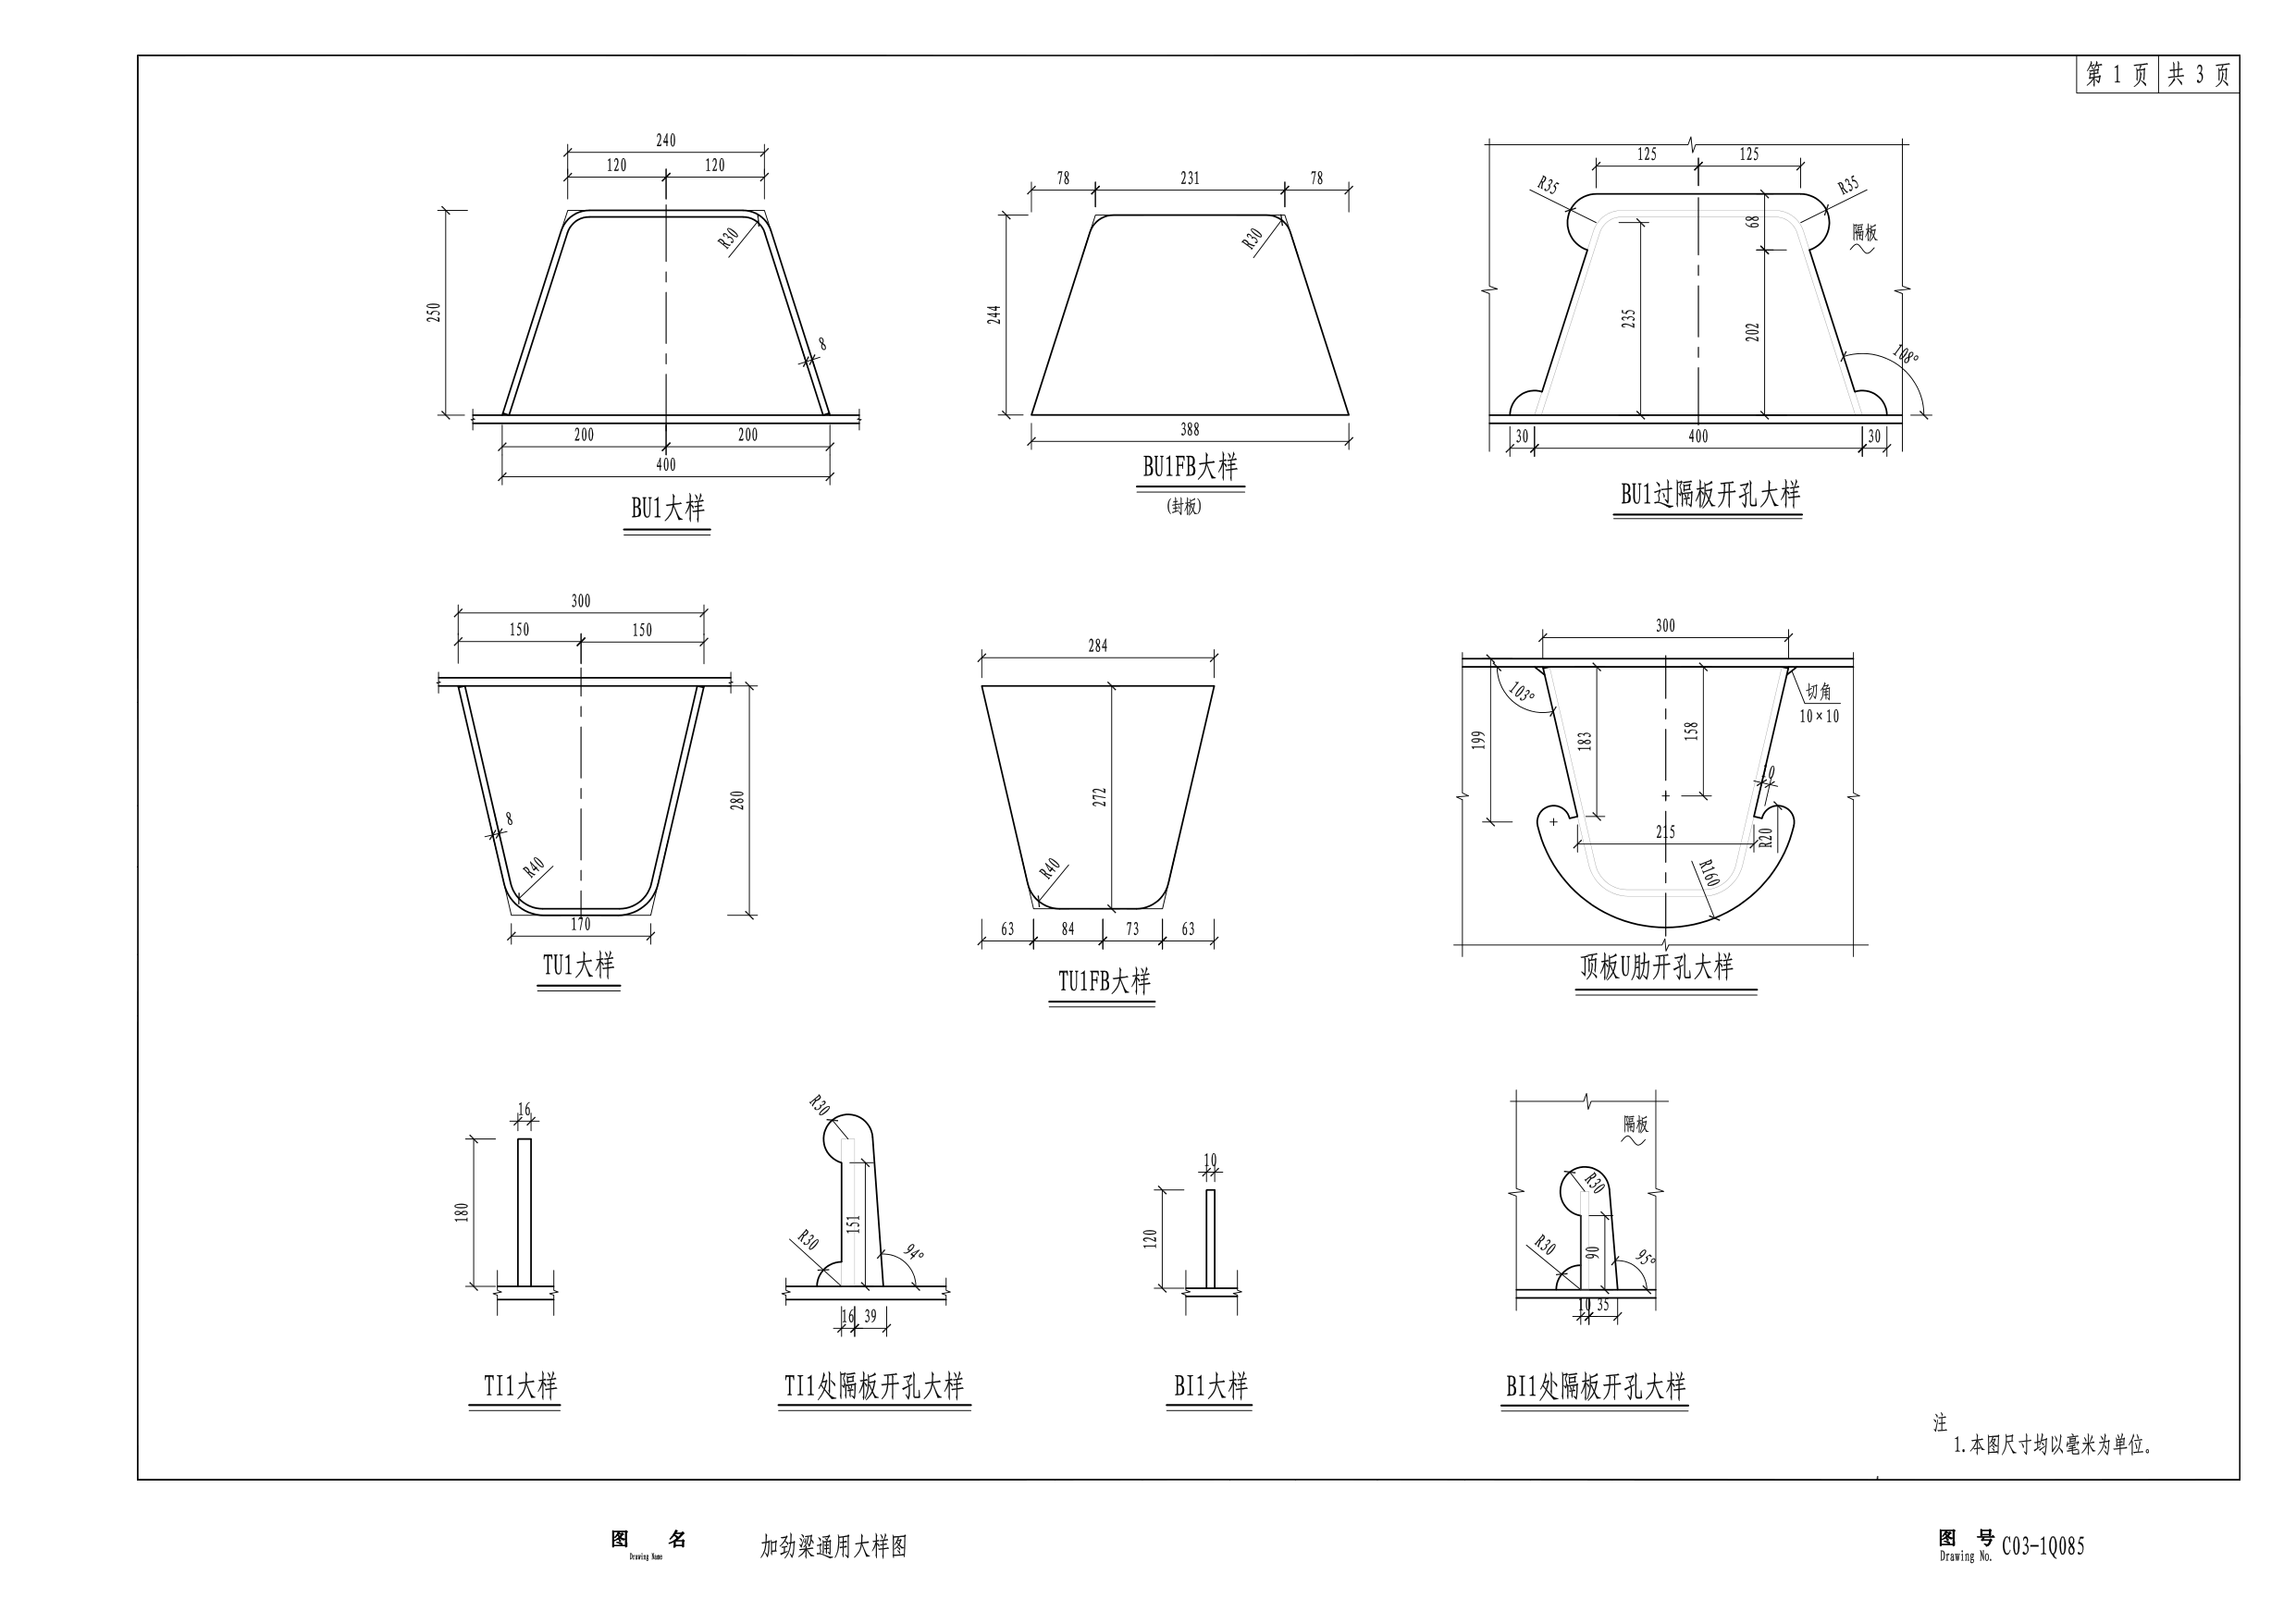 第 1 页 共 3 页
240
120 120
250
R30
8
200 200
400
BU1大样
78 231 78
244
R30
388
BU1FB大样
(封板)
125 125
R35 R35
68
隔板
235
202
108°
30 400 30
BU1过隔板开孔大样
300
150 150
280
8
R40
170
TU1大样
284
272
R40
63 84 73 63
TU1FB大样
300
103°
切角
10×10
199
183
158
10
215
R20
R160
顶板U肋开孔大样
16
180
TI1大样
R30
151
R30
94°
16 39
TI1处隔板开孔大样
10
120
BI1大样
隔板
R30
R30
90
95°
10 35
BI1处隔板开孔大样
注
1.本图尺寸均以毫米为单位。
图 名
Drawing Name
加劲梁通用大样图
图 号
Drawing No.
C03-1Q085